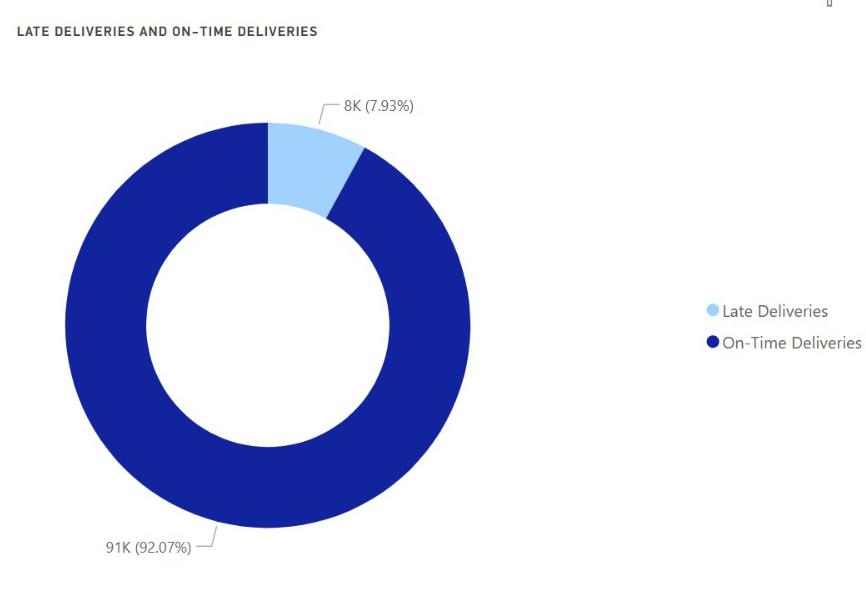 LATE DELIVERIES AND ON-TIME DELIVERIES
8K (7.93%)
Late Deliveries
On-Time Deliveries
91K (92.07%)